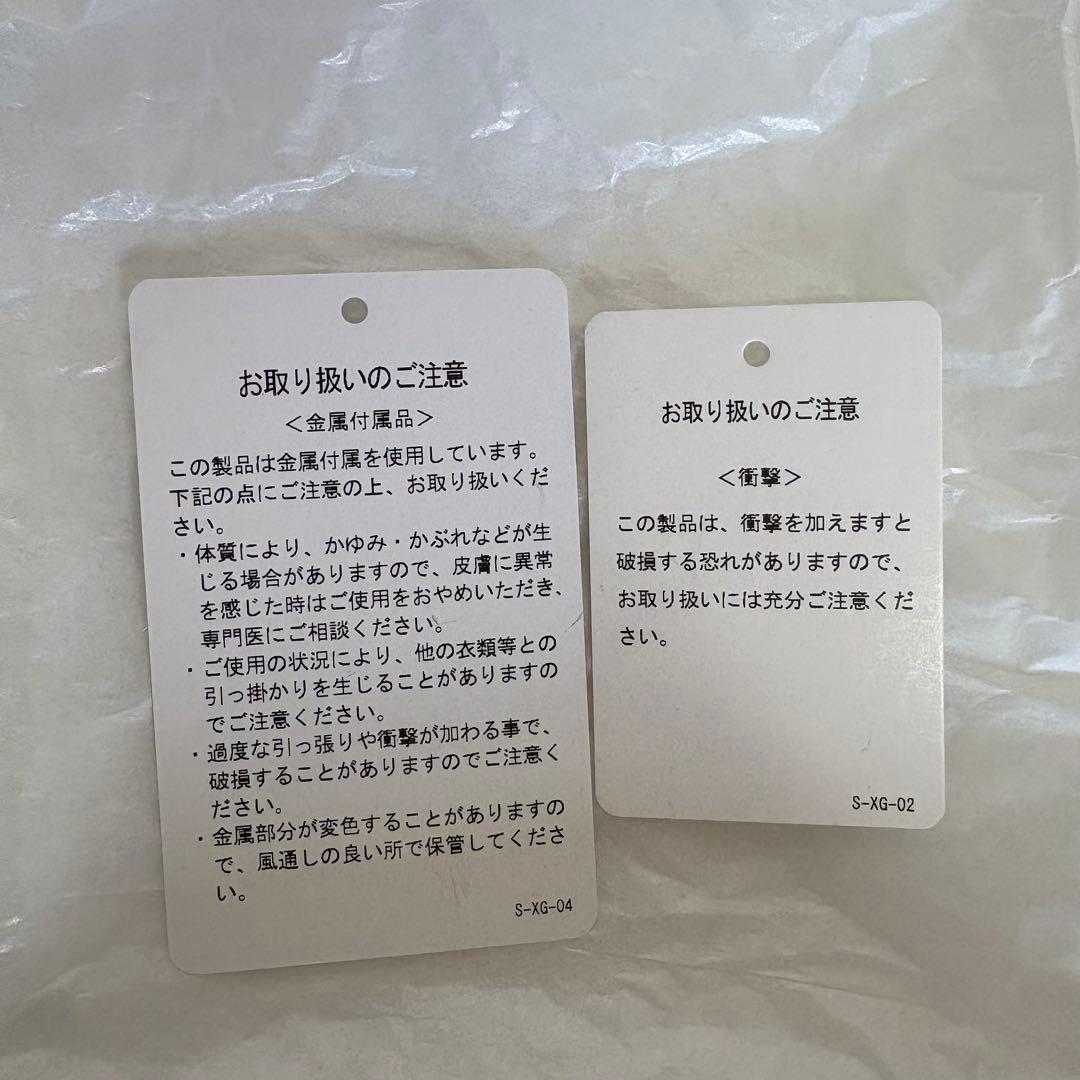 お取り扱いのご注意
＜金属付属品＞
この製品は金属付属を使用しています。
下記の点にご注意の上、お取り扱いくだ
さい。
・体質により、かゆみ・かぶれなどが生
じる場合がありますので、皮膚に異常
を感じた時はご使用をおやめいただき、
専門医にご相談ください。
・ご使用の状況により、他の衣類等との
引っ掛かりを生じることがありますの
でご注意ください。
・過度な引っ張りや衝撃が加わる事で、
破損することがありますのでご注意く
ださい。
・金属部分が変色することがありますの
で、風通しの良い所で保管してくださ
い。
S-XG-04
お取り扱いのご注意
＜衝撃＞
この製品は、衝撃を加えますと
破損する恐れがありますので、
お取り扱いには充分ご注意くだ
さい。
S-XG-02